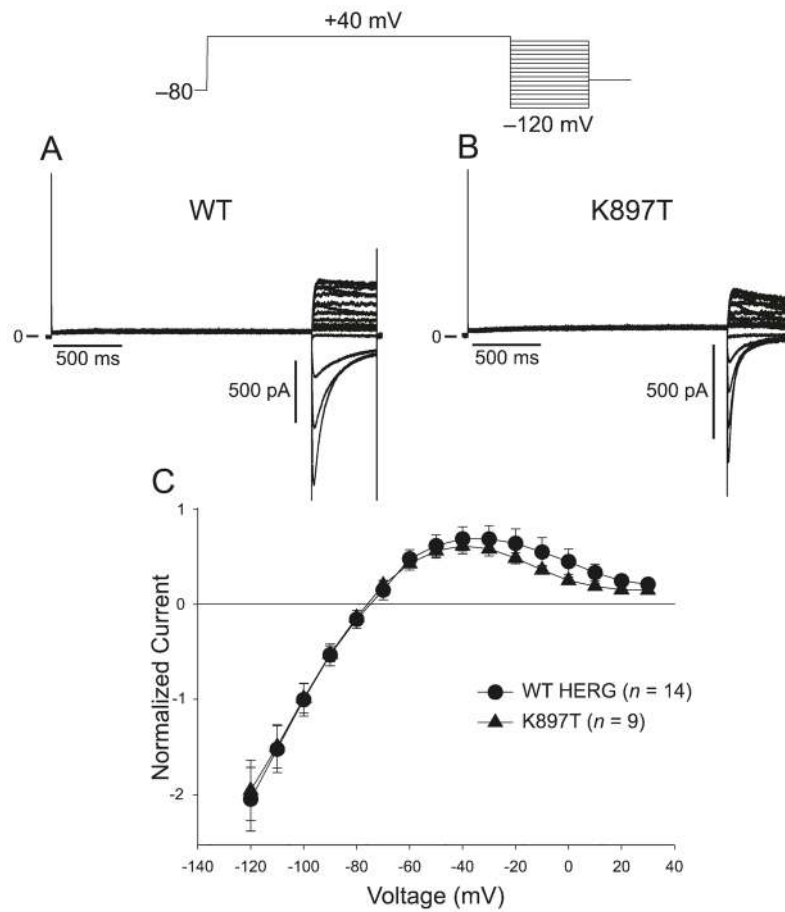 +40 mV
−80
−120 mV
A
B
WT
K897T
0
0
500 ms
500 ms
500 pA
500 pA
C
1
0
-1
-2
Normalized Current
WT HERG (n = 14)
K897T (n = 9)
-140 -120 -100 -80 -60 -40 -20 0 20 40
Voltage (mV)